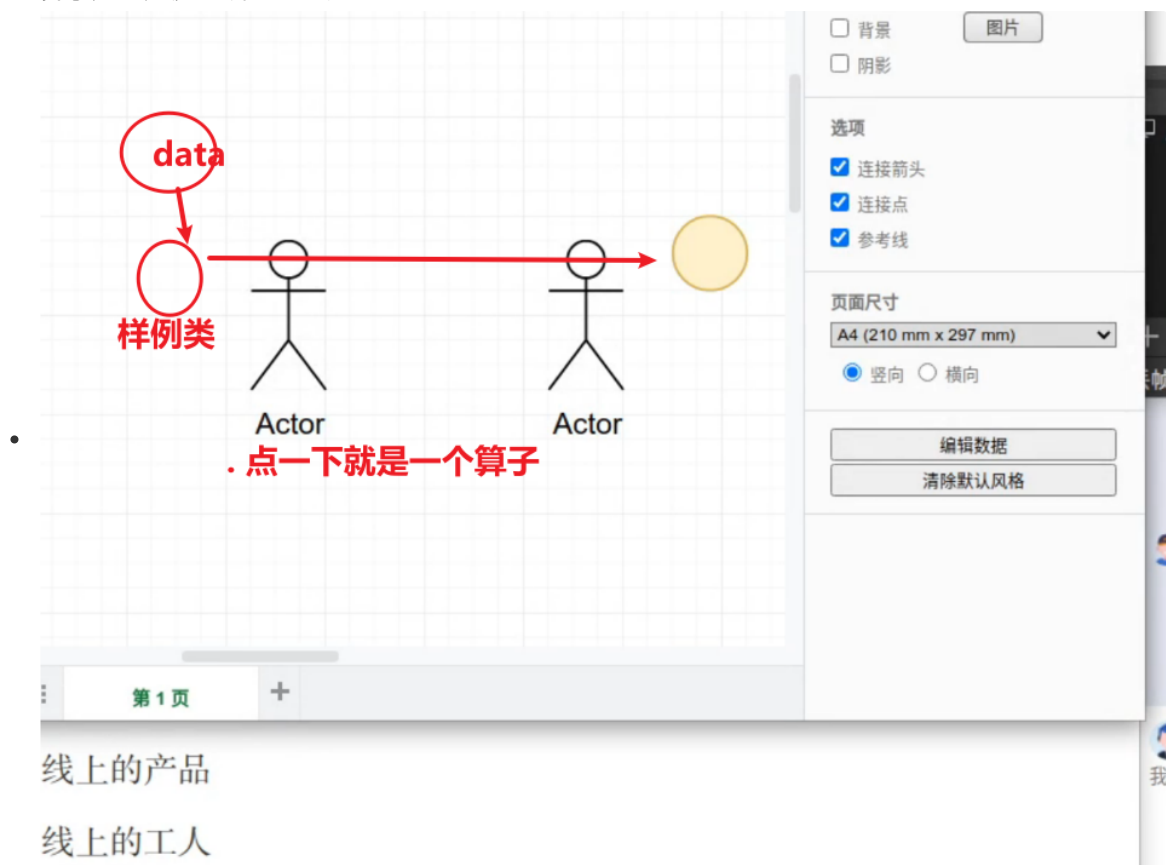 背景
图片
阴影
选项
连接箭头
连接点
参考线
页面尺寸
A4 (210 mm x 297 mm)
竖向 横向
编辑数据
清除默认风格
data
样例类
Actor
Actor
. 点一下就是一个算子
第 1 页
线上的产品
线上的工人
我